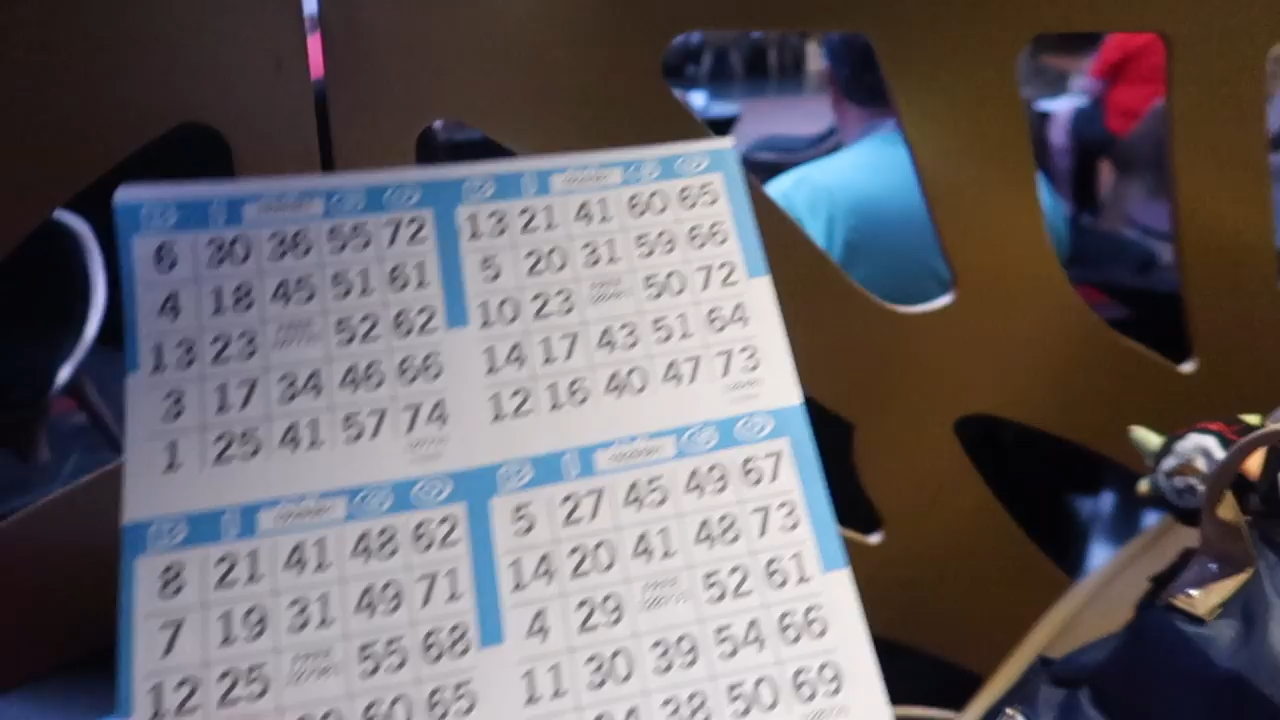 6 30 36 55 72
4 18 45 51 61
13 23 52 62
3 17 34 46 66
1 25 41 57 74
13 21 41 60 65
5 20 31 59 66
10 23 50 72
14 17 43 51 64
12 16 40 47 73
8 21 41 48 62
7 19 31 49 71
12 25 55 68
60 65
5 27 45 49 67
14 20 41 48 73
4 29 52 61
11 30 39 54 66
38 50 69